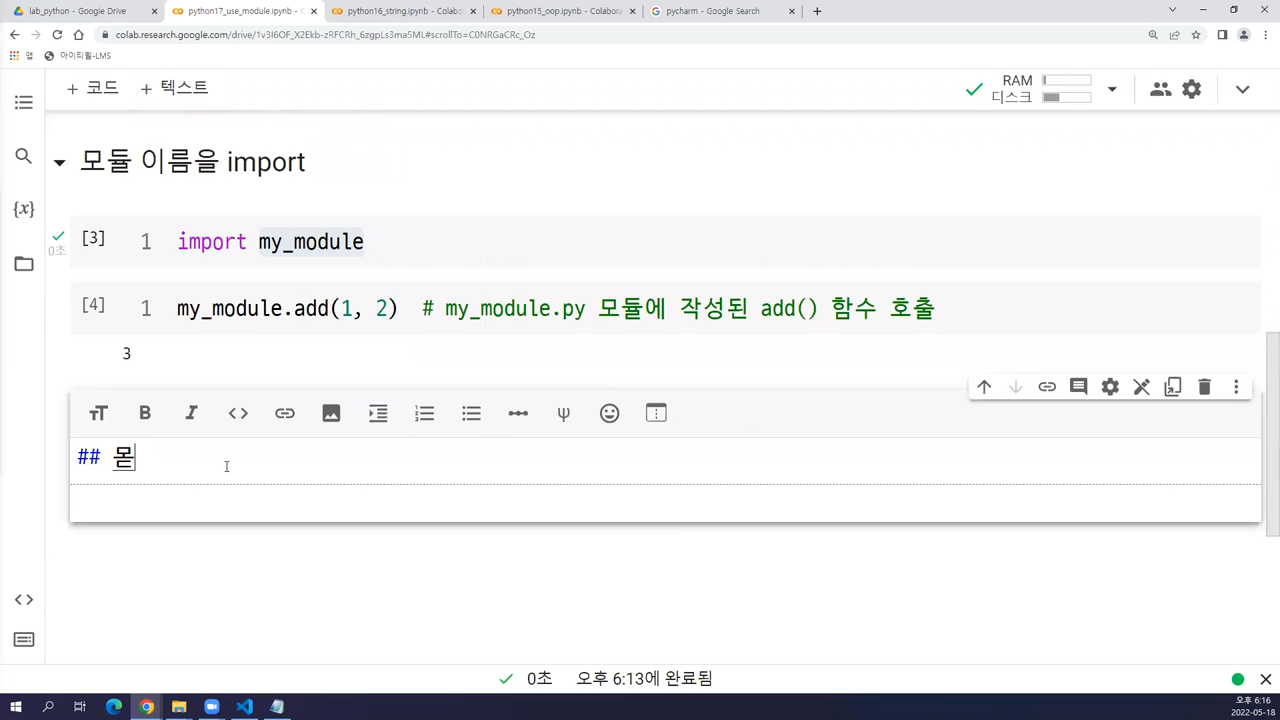 lab_python - Google Drive
python17_use_module.ipynb - C
python16_string.ipynb - Colabo
python15_oop.ipynb - Colabora
pycharm - Google Search
colab.research.google.com/drive/1v3I6OF_X2Ekb-zRFCRh_6zgpLs3ma5ML#scrollTo=C0NRGaCRc_Oz
앱
아이티윌-LMS
+ 코드
+ 텍스트
RAM
디스크
모듈 이름을 import
[3]
0초
1
import my_module
[4]
1
my_module.add(1, 2) # my_module.py 모듈에 작성된 add() 함수 호출
3
## 몯
0초 오후 6:13에 완료됨
오후 6:16
2022-05-18